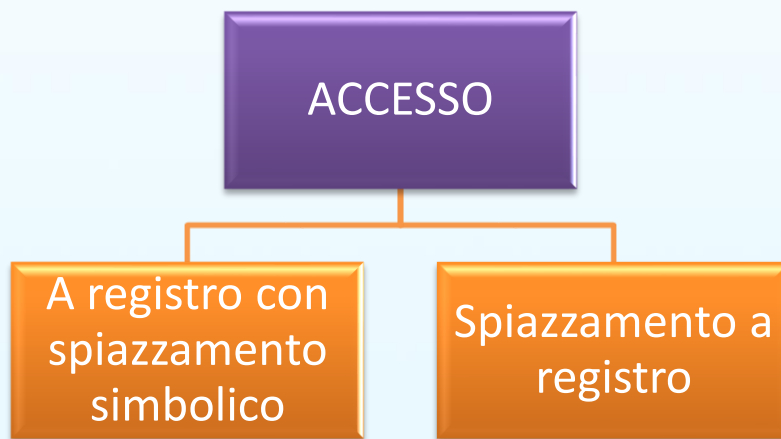 ACCESSO
A registro con
spiazzamento
simbolico
Spiazzamento a
registro